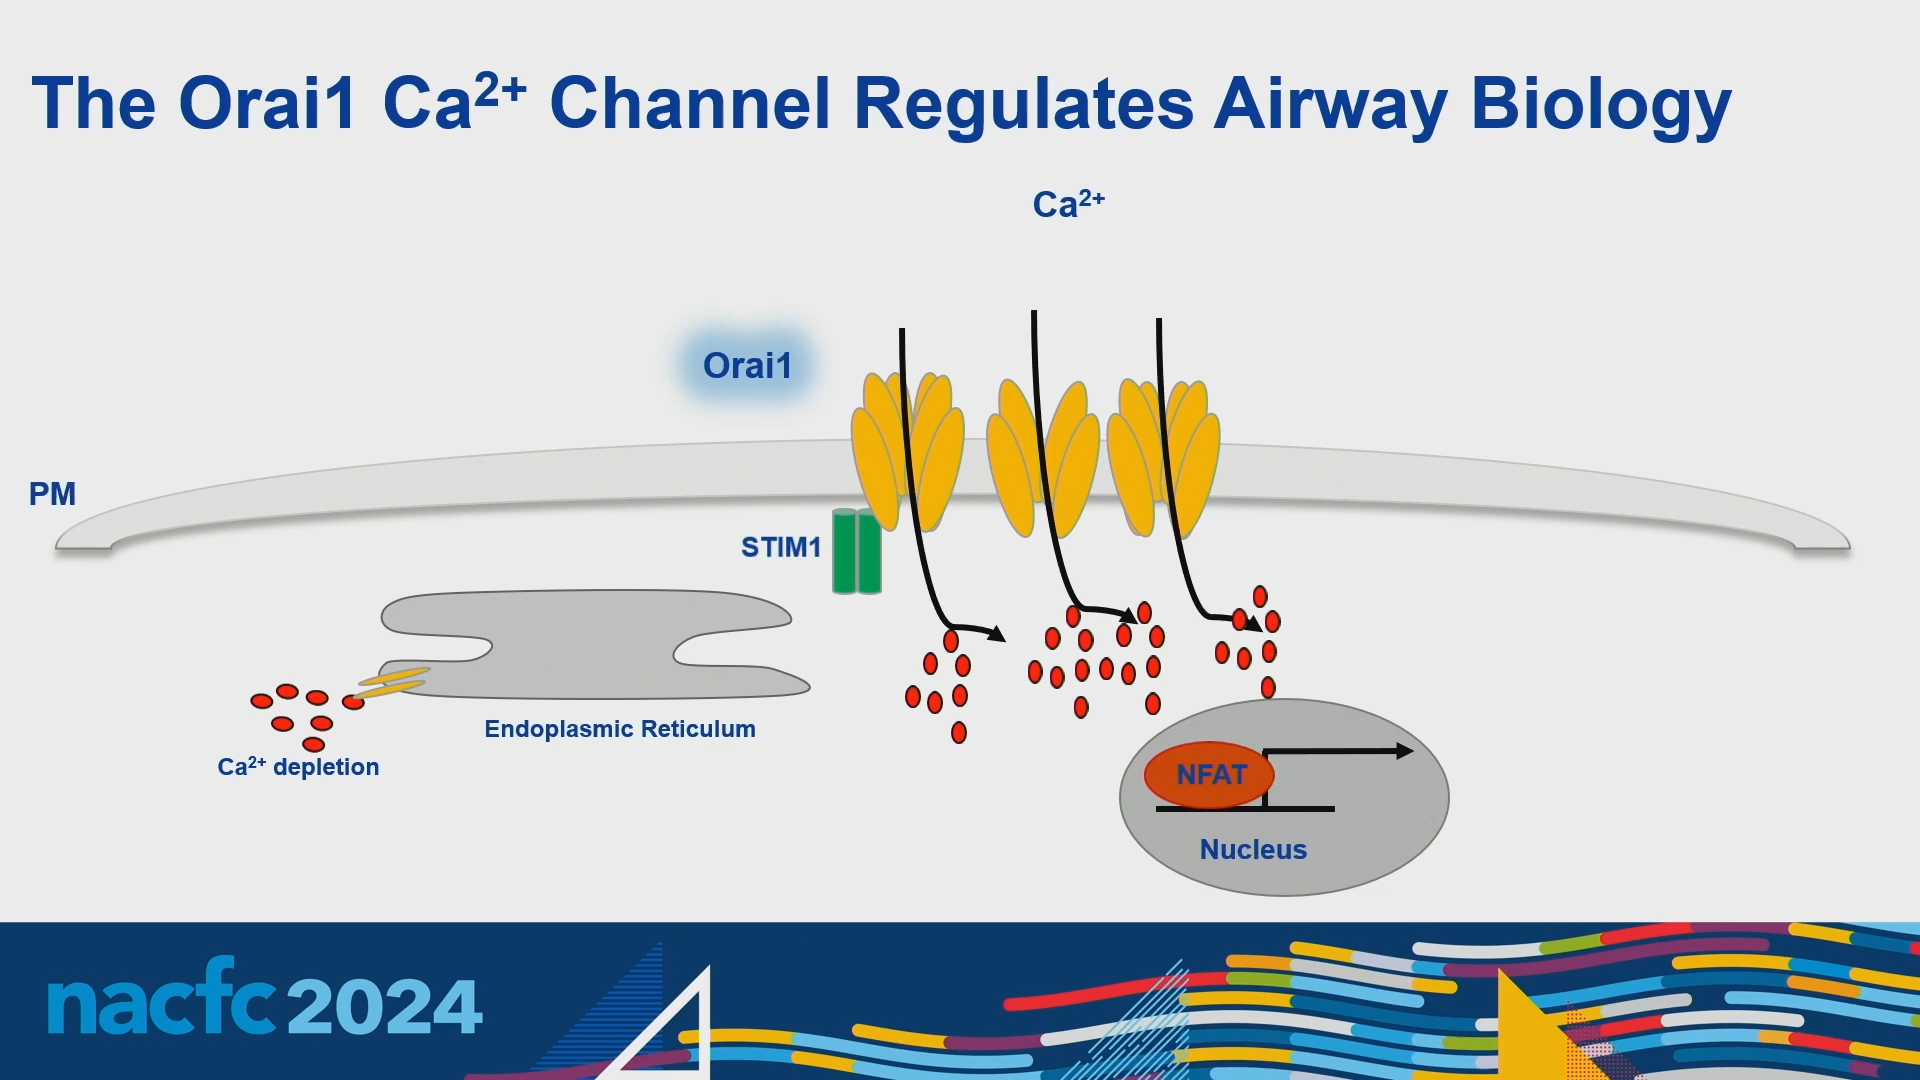 The Orai1 Ca²⁺ Channel Regulates Airway Biology
Ca²⁺
Orai1
PM
STIM1
Endoplasmic Reticulum
Ca²⁺ depletion
NFAT
Nucleus
nacfc 2024